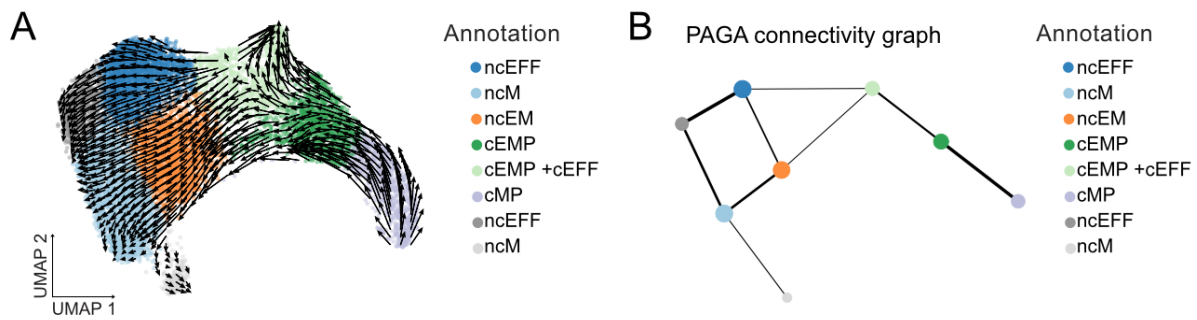 A
Annotation
ncEFF
ncM
ncEM
cEMP
cEMP +cEFF
cMP
ncEFF
ncM
UMAP 2
UMAP 1
B
PAGA connectivity graph
Annotation
ncEFF
ncM
ncEM
cEMP
cEMP +cEFF
cMP
ncEFF
ncM